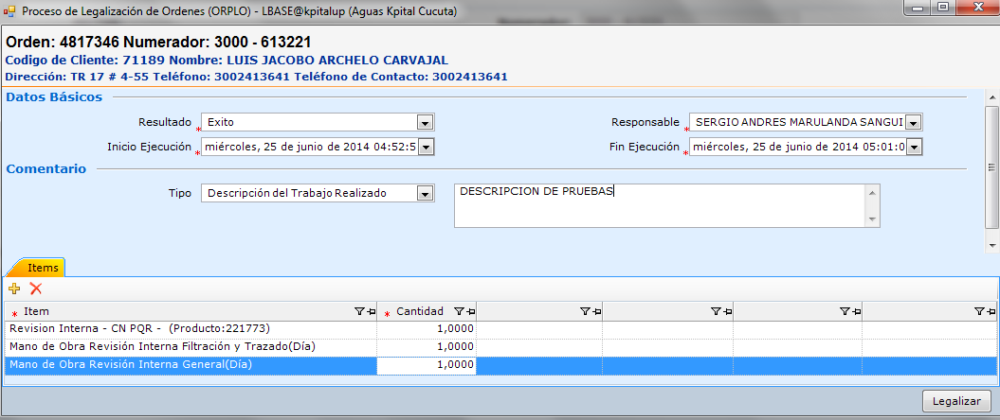 Proceso de Legalización de Ordenes (ORPLO) - LBASE@kpitalup (Aguas Kpital Cucuta)
Orden: 4817346 Numerador: 3000 - 613221
Codigo de Cliente: 71189 Nombre: LUIS JACOBO ARCHELO CARVAJAL
Dirección: TR 17 # 4-55 Teléfono: 3002413641 Teléfono de Contacto: 3002413641
Datos Básicos
Resultado * Exito Responsable * SERGIO ANDRES MARULANDA SANGUI
Inicio Ejecución * miércoles, 25 de junio de 2014 04:52:5 Fin Ejecución * miércoles, 25 de junio de 2014 05:01:0
Comentario
Tipo Descripción del Trabajo Realizado DESCRIPCION DE PRUEBAS
Items
* Item * Cantidad
Revision Interna - CN PQR - (Producto:221773) 1,0000
Mano de Obra Revisión Interna Filtración y Trazado(Día) 1,0000
Mano de Obra Revisión Interna General(Día) 1,0000
Legalizar